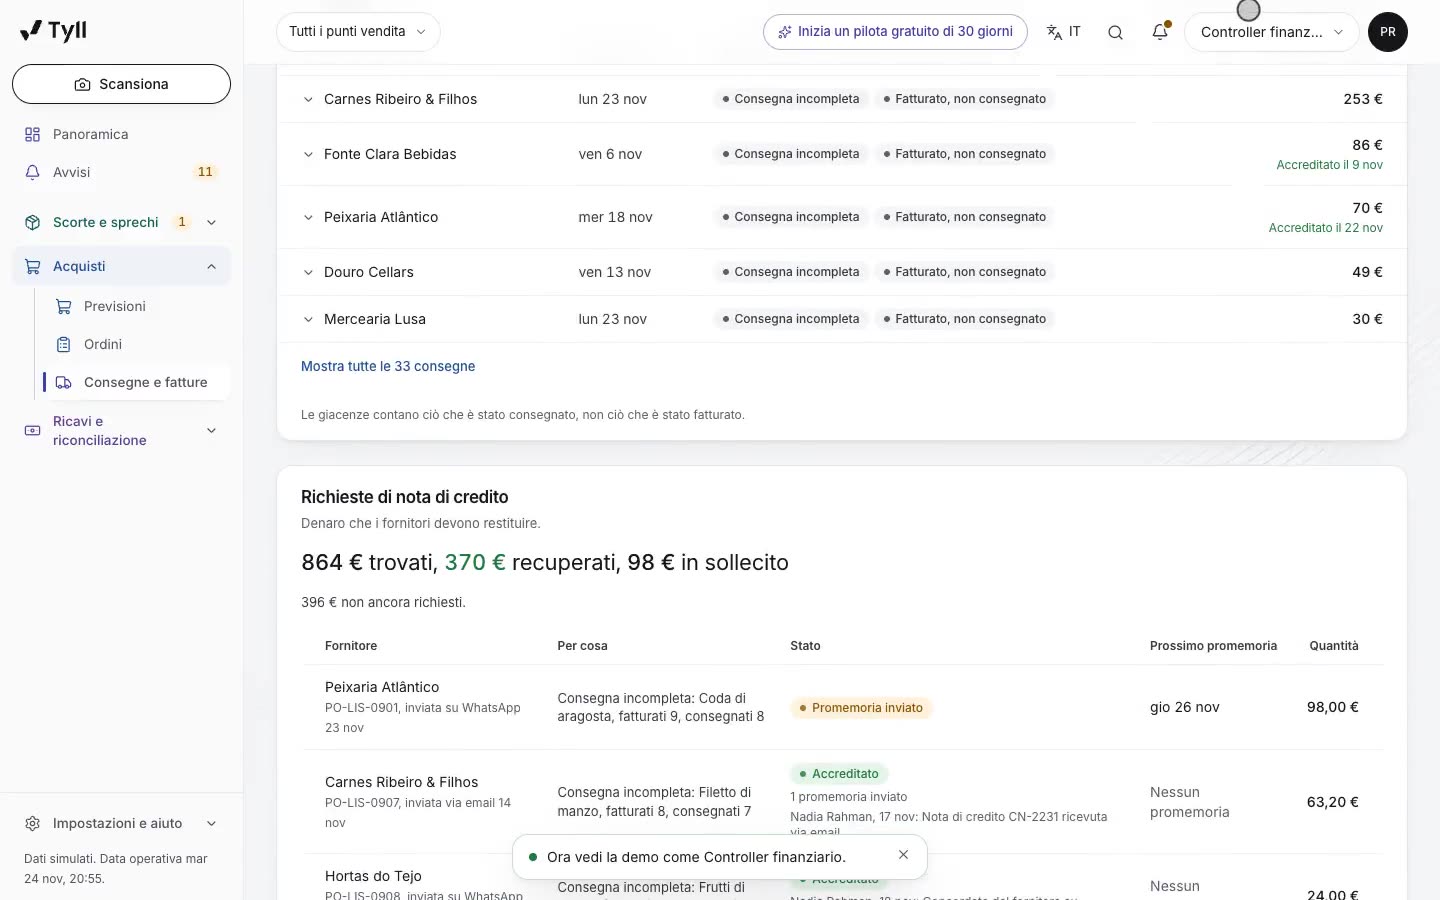 Tyll
Tutti i punti vendita
Inizia un pilota gratuito di 30 giorni
IT
Controller finanz...
PR
Scansiona
Panoramica
Avvisi 11
Scorte e sprechi 1
Acquisti
Previsioni
Ordini
Consegne e fatture
Ricavi e
riconciliazione
Impostazioni e aiuto
Dati simulati. Data operativa mar
24 nov, 20:55.
Carnes Ribeiro & Filhos lun 23 nov Consegna incompleta Fatturato, non consegnato 253 €
Fonte Clara Bebidas ven 6 nov Consegna incompleta Fatturato, non consegnato 86 €
Accreditato il 9 nov
Peixaria Atlântico mer 18 nov Consegna incompleta Fatturato, non consegnato 70 €
Accreditato il 22 nov
Douro Cellars ven 13 nov Consegna incompleta Fatturato, non consegnato 49 €
Mercearia Lusa lun 23 nov Consegna incompleta Fatturato, non consegnato 30 €
Mostra tutte le 33 consegne
Le giacenze contano ciò che è stato consegnato, non ciò che è stato fatturato.
Richieste di nota di credito
Denaro che i fornitori devono restituire.
864 € trovati, 370 € recuperati, 98 € in sollecito
396 € non ancora richiesti.
Fornitore Per cosa Stato Prossimo promemoria Quantità
Peixaria Atlântico
PO-LIS-0901, inviata su WhatsApp
23 nov
Consegna incompleta: Coda di
aragosta, fatturati 9, consegnati 8
Promemoria inviato
gio 26 nov
98,00 €
Carnes Ribeiro & Filhos
PO-LIS-0907, inviata via email 14
nov
Consegna incompleta: Filetto di
manzo, fatturati 8, consegnati 7
Accreditato
1 promemoria inviato
Nadia Rahman, 17 nov: Nota di credito CN-2231 ricevuta
via email
Nessun
promemoria
63,20 €
Hortas do Tejo
PO-LIS-0908, inviata su WhatsApp
Consegna incompleta: Frutti di
Accreditato
Nessun
24,00 €
Ora vedi la demo come Controller finanziario.